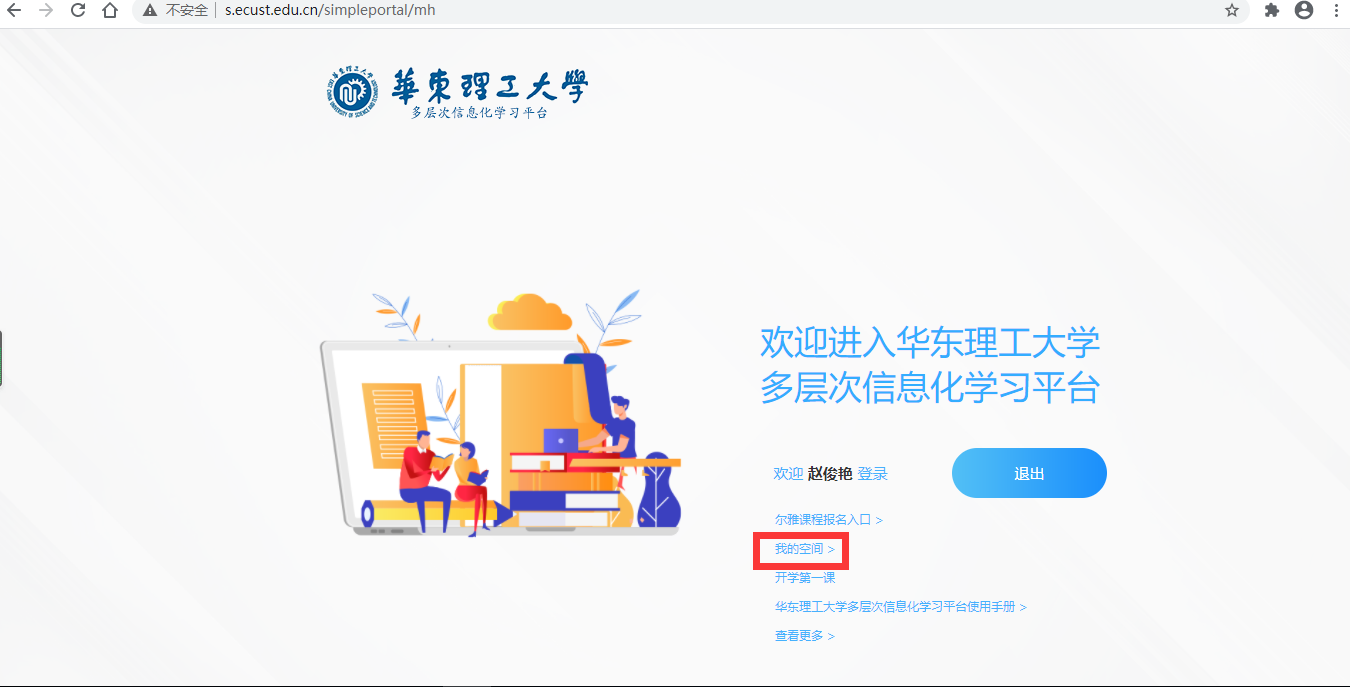 不安全 s.ecust.edu.cn/simpleportal/mh
華東理工大學
多层次信息化学习平台
欢迎进入华东理工大学
多层次信息化学习平台
欢迎 赵俊艳 登录
退出
尔雅课程报名入口 >
我的空间 >
开学第一课
华东理工大学多层次信息化学习平台使用手册 >
查看更多 >